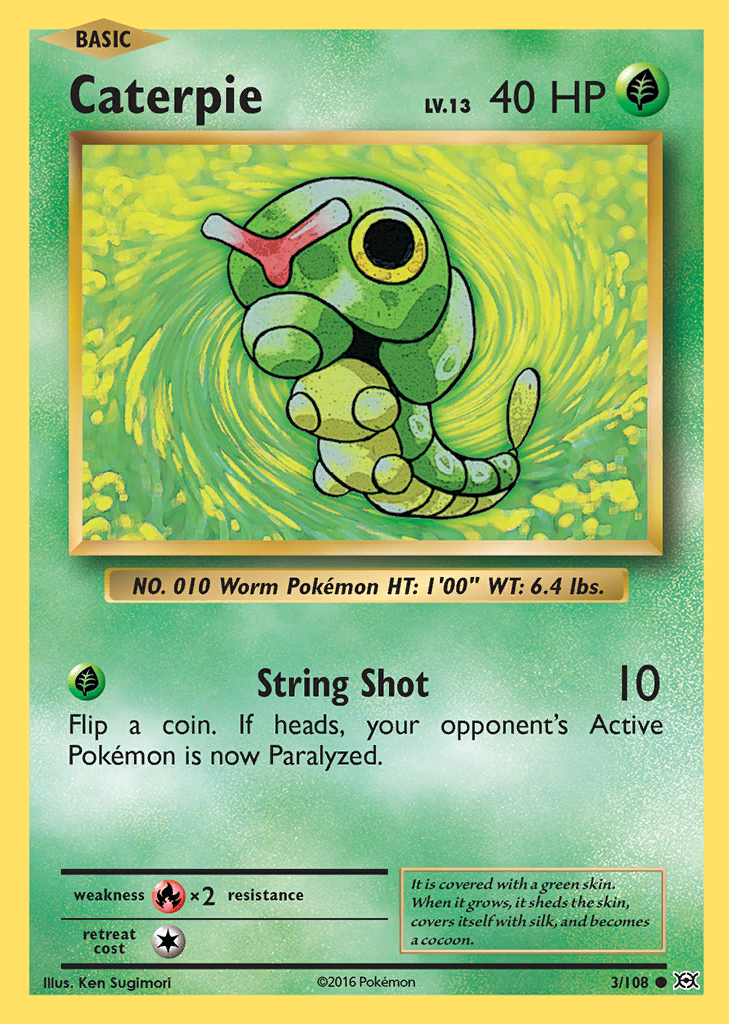 BASIC
Caterpie LV.13 40 HP
NO. 010 Worm Pokémon HT: 1'00" WT: 6.4 lbs.
String Shot 10
Flip a coin. If heads, your opponent's Active
Pokémon is now Paralyzed.
weakness ×2 resistance
retreat
cost
It is covered with a green skin.
When it grows, it sheds the skin,
covers itself with silk, and becomes
a cocoon.
Illus. Ken Sugimori ©2016 Pokémon 3/108